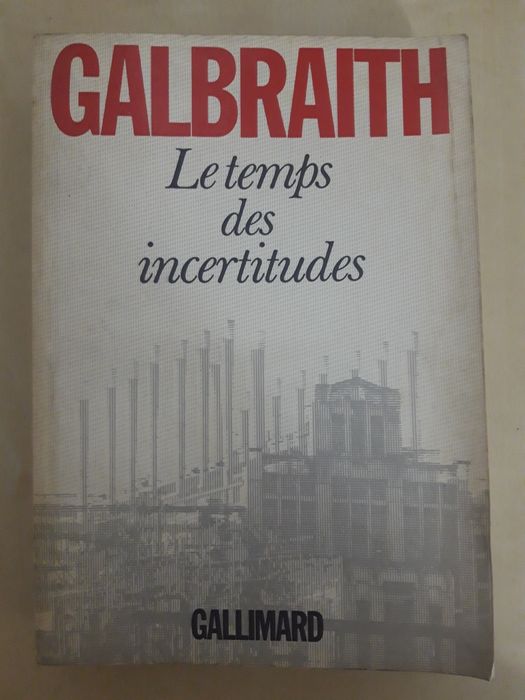 GALBRAITH
Le temps
des
incertitudes
GALLIMARD